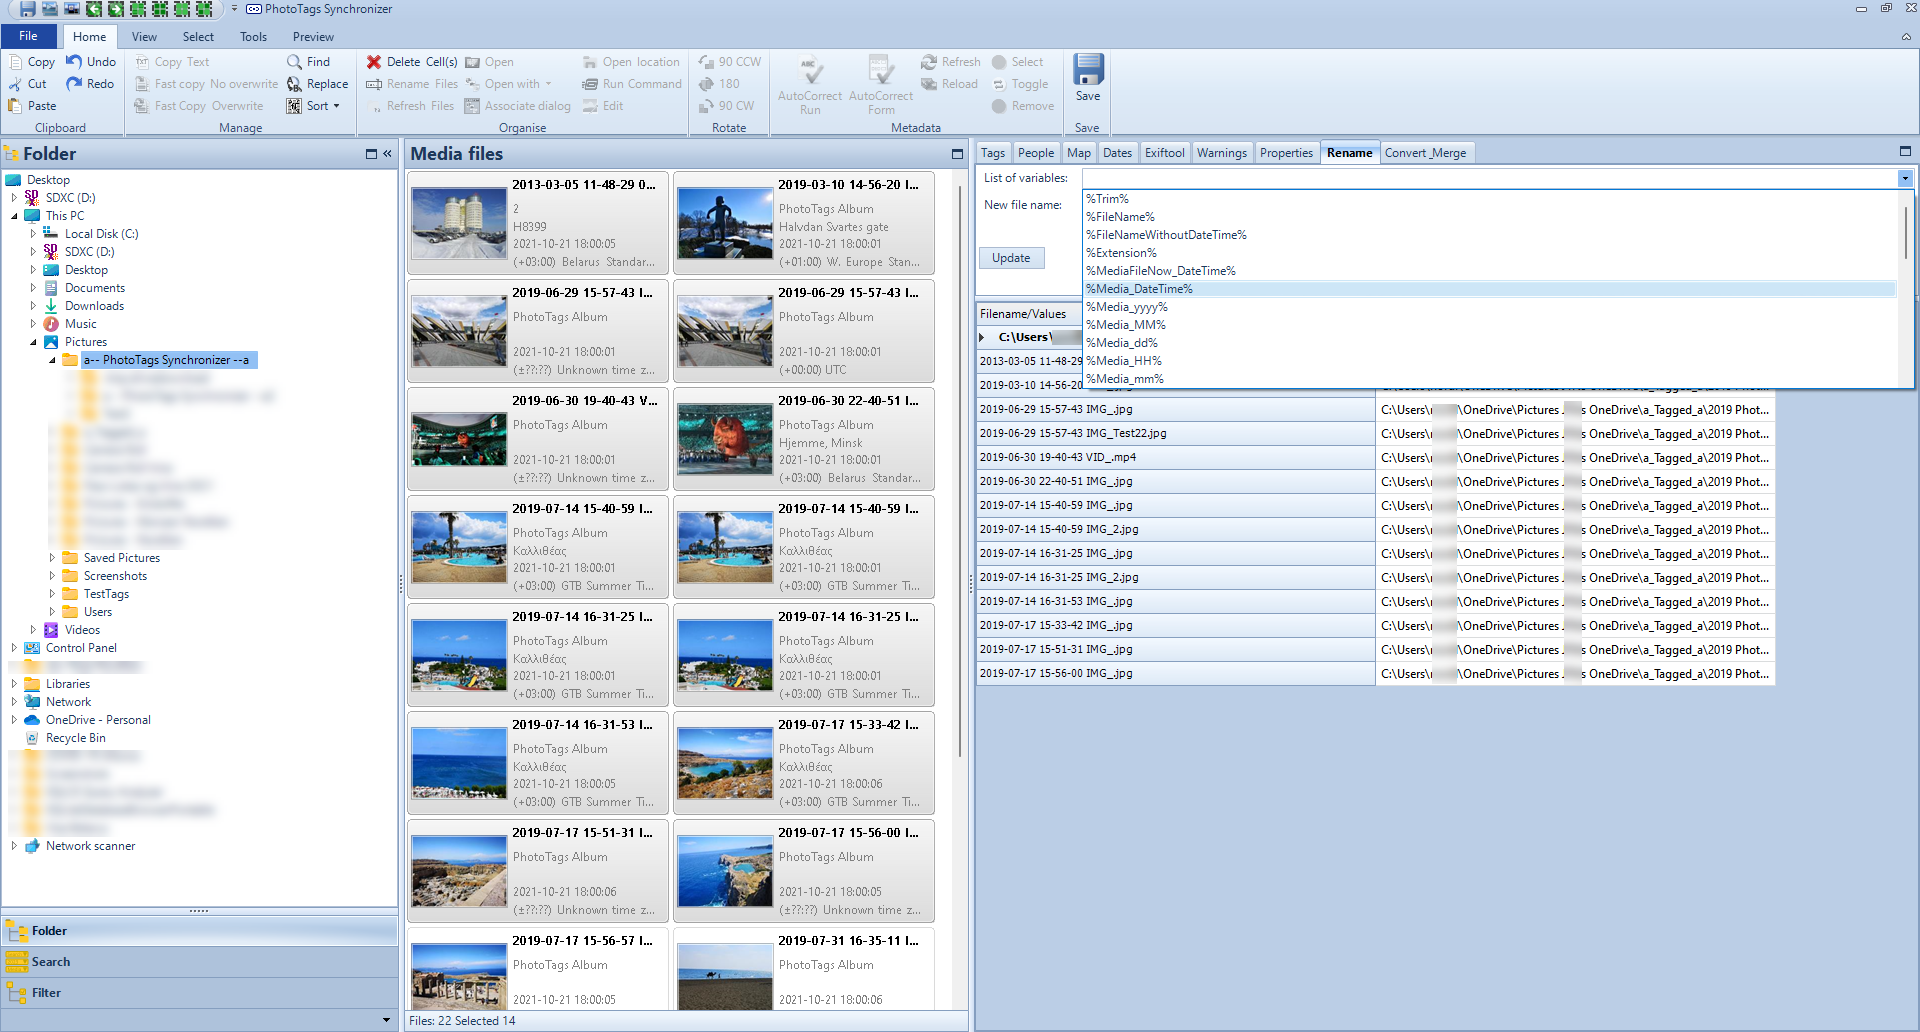 PhotoTags Synchronizer
File Home View Select Tools Preview
Copy Undo
Cut Redo
Paste
Clipboard
Copy Text
Fast copy No overwrite
Fast copy Overwrite
Find
Replace
Sort
Manage
Delete Cell(s)
Rename Files
Refresh Files
Open
Open with
Associate dialog
Open location
Run Command
Edit
Organise
90 CCW
180
90 CW
Rotate
AutoCorrect Run
AutoCorrect Form
Refresh
Reload
Select
Toggle
Remove
Metadata
Save
Save
Folder
Desktop
SDXC (D:)
This PC
Local Disk (C:)
SDXC (D:)
Desktop
Documents
Downloads
Music
Pictures
a-- PhotoTags Synchronizer --a
Saved Pictures
Screenshots
TestTags
Users
Videos
Control Panel
Libraries
Network
OneDrive - Personal
Recycle Bin
Network scanner
Folder
Search
Filter
Media files
2013-03-05 11-48-29 0...
2
H8399
2021-10-21 18:00:05
(+03:00) Belarus Standar...
2019-03-10 14-56-20 I...
PhotoTags Album
Halvdan Svartes gate
2021-10-21 18:00:01
(+01:00) W. Europe Stan...
2019-06-29 15-57-43 I...
PhotoTags Album
2021-10-21 18:00:01
(±??:??) Unknown time z...
2019-06-29 15-57-43 I...
PhotoTags Album
2021-10-21 18:00:01
(+00:00) UTC
2019-06-30 19-40-43 V...
PhotoTags Album
2021-10-21 18:00:01
(±??:??) Unknown time z...
2019-06-30 22-40-51 I...
PhotoTags Album
Hjemme, Minsk
2021-10-21 18:00:01
(+03:00) Belarus Standar...
2019-07-14 15-40-59 I...
PhotoTags Album
Καλλιθέας
2021-10-21 18:00:01
(+03:00) GTB Summer Ti...
2019-07-14 15-40-59 I...
PhotoTags Album
Καλλιθέας
2021-10-21 18:00:01
(+03:00) GTB Summer Ti...
2019-07-14 16-31-25 I...
PhotoTags Album
Καλλιθέας
2021-10-21 18:00:01
(+03:00) GTB Summer Ti...
2019-07-14 16-31-25 I...
PhotoTags Album
Καλλιθέας
2021-10-21 18:00:01
(+03:00) GTB Summer Ti...
2019-07-14 16-31-53 I...
PhotoTags Album
Καλλιθέας
2021-10-21 18:00:05
(+03:00) GTB Summer Ti...
2019-07-17 15-33-42 I...
PhotoTags Album
2021-10-21 18:00:06
(+03:00) GTB Summer Ti...
2019-07-17 15-51-31 I...
PhotoTags Album
2021-10-21 18:00:06
(±??:??) Unknown time z...
2019-07-17 15-56-00 I...
PhotoTags Album
2021-10-21 18:00:05
(±??:??) Unknown time z...
2019-07-17 15-56-57 I...
PhotoTags Album
2021-10-21 18:00:05
2019-07-31 16-35-11 I...
PhotoTags Album
2021-10-21 18:00:06
Files: 22 Selected 14
Tags People Map Dates Exiftool Warnings Properties Rename Convert _Merge
List of variables:
New file name:
Update
%Trim%
%FileName%
%FileNameWithoutDateTime%
%Extension%
%MediaFileNow_DateTime%
%Media_DateTime%
%Media_yyyy%
%Media_MM%
%Media_dd%
%Media_HH%
%Media_mm%
Filename/Values
C:\Users\
2013-03-05 11-48-29
2019-03-10 14-56-20
2019-06-29 15-57-43 IMG_.jpg C:\Users\ \OneDrive\Pictures s OneDrive\a_Tagged_a\2019 Phot...
2019-06-29 15-57-43 IMG_Test22.jpg C:\Users\ \OneDrive\Pictures s OneDrive\a_Tagged_a\2019 Phot...
2019-06-30 19-40-43 VID_.mp4 C:\Users\ \OneDrive\Pictures s OneDrive\a_Tagged_a\2019 Phot...
2019-06-30 22-40-51 IMG_.jpg C:\Users\ \OneDrive\Pictures s OneDrive\a_Tagged_a\2019 Phot...
2019-07-14 15-40-59 IMG_.jpg C:\Users\ \OneDrive\Pictures s OneDrive\a_Tagged_a\2019 Phot...
2019-07-14 15-40-59 IMG_2.jpg C:\Users\ \OneDrive\Pictures s OneDrive\a_Tagged_a\2019 Phot...
2019-07-14 16-31-25 IMG_.jpg C:\Users\ \OneDrive\Pictures s OneDrive\a_Tagged_a\2019 Phot...
2019-07-14 16-31-25 IMG_2.jpg C:\Users\ \OneDrive\Pictures s OneDrive\a_Tagged_a\2019 Phot...
2019-07-14 16-31-53 IMG_.jpg C:\Users\ \OneDrive\Pictures s OneDrive\a_Tagged_a\2019 Phot...
2019-07-17 15-33-42 IMG_.jpg C:\Users\ \OneDrive\Pictures s OneDrive\a_Tagged_a\2019 Phot...
2019-07-17 15-51-31 IMG_.jpg C:\Users\ \OneDrive\Pictures s OneDrive\a_Tagged_a\2019 Phot...
2019-07-17 15-56-00 IMG_.jpg C:\Users\ \OneDrive\Pictures s OneDrive\a_Tagged_a\2019 Phot...